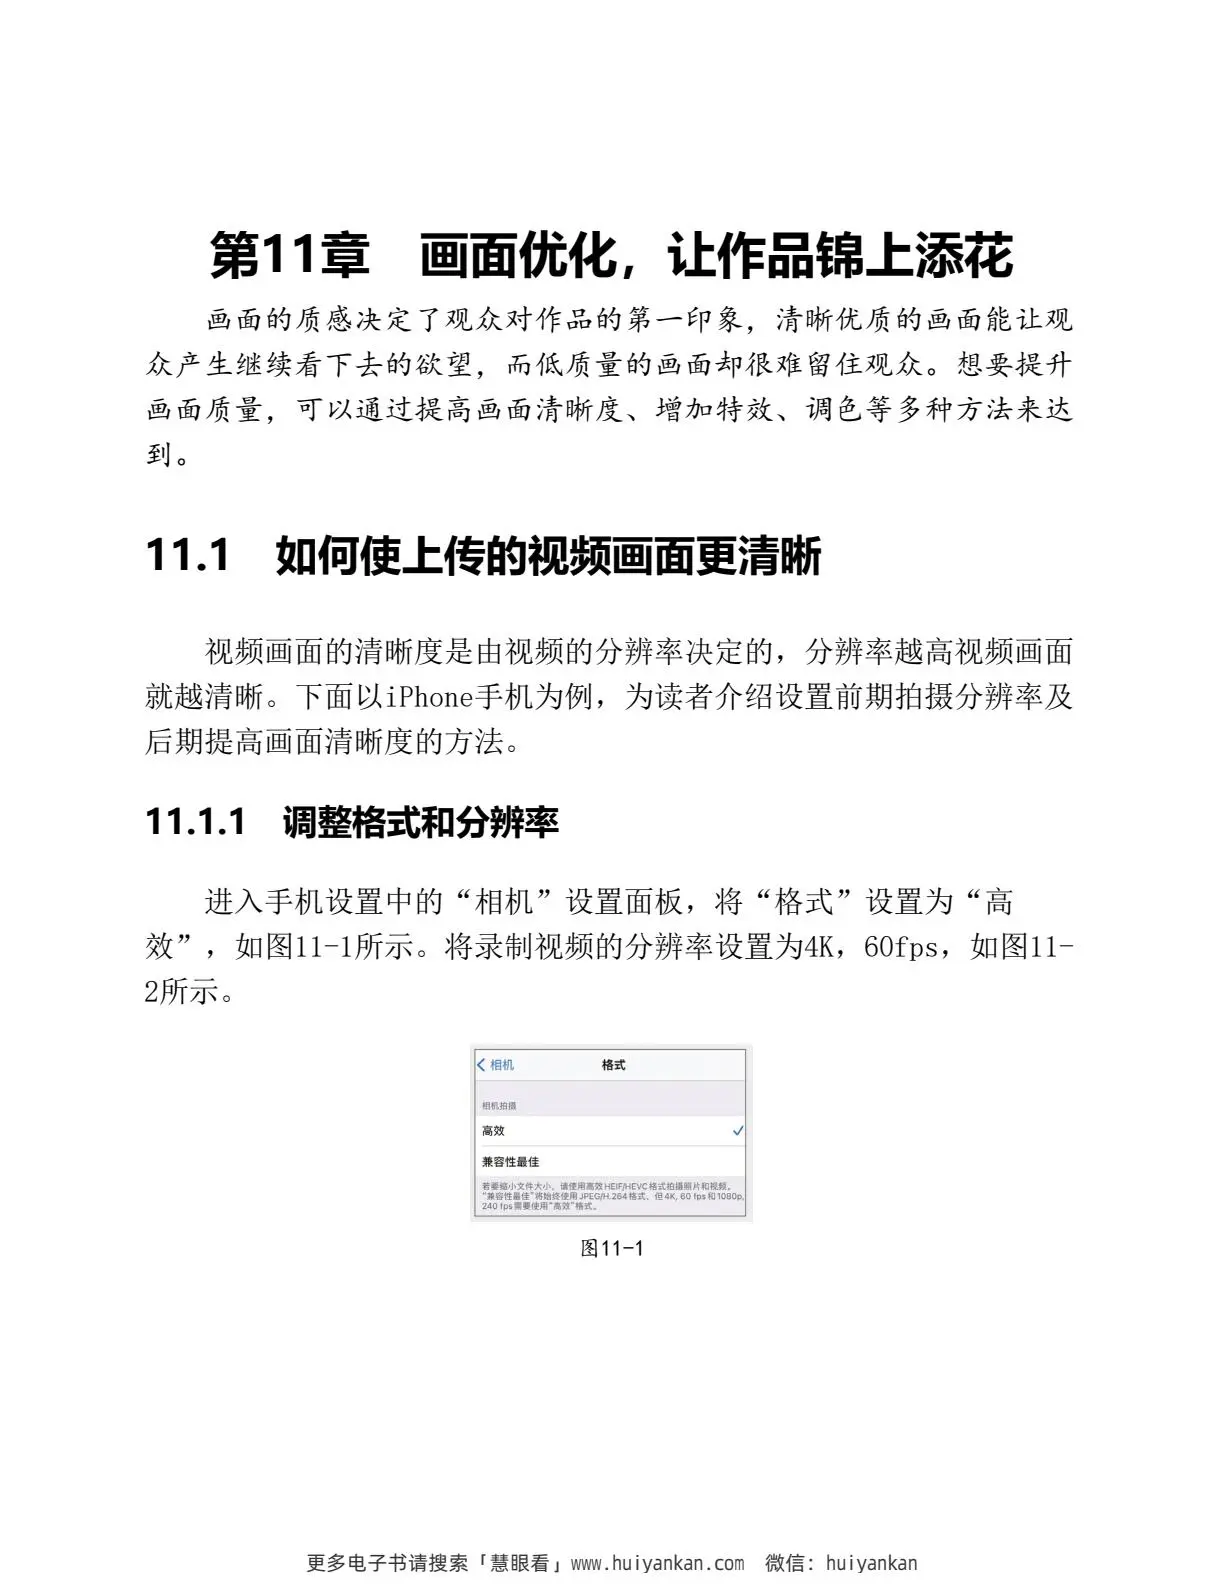 第11章　画面优化，让作品锦上添花
画面的质感决定了观众对作品的第一印象，清晰优质的画面能让观
众产生继续看下去的欲望，而低质量的画面却很难留住观众。想要提升
画面质量，可以通过提高画面清晰度、增加特效、调色等多种方法来达
到。
11.1　如何使上传的视频画面更清晰
视频画面的清晰度是由视频的分辨率决定的，分辨率越高视频画面
就越清晰。下面以iPhone手机为例，为读者介绍设置前期拍摄分辨率及
后期提高画面清晰度的方法。
11.1.1　调整格式和分辨率
进入手机设置中的“相机”设置面板，将“格式”设置为“高
效”，如图11-1所示。将录制视频的分辨率设置为4K，60fps，如图11-
2所示。
相机　格式
相机拍摄
高效
兼容性最佳
若要缩小文件大小，请使用高效HEIF/HEVC格式拍摄照片和视频。
“兼容性最佳”将始终使用JPEG/H.264格式，但4K, 60 fps和1080p,
240 fps需要使用“高效”格式。
图11-1
更多电子书请搜索「慧眼看」www.huiyankan.com　微信：huiyankan